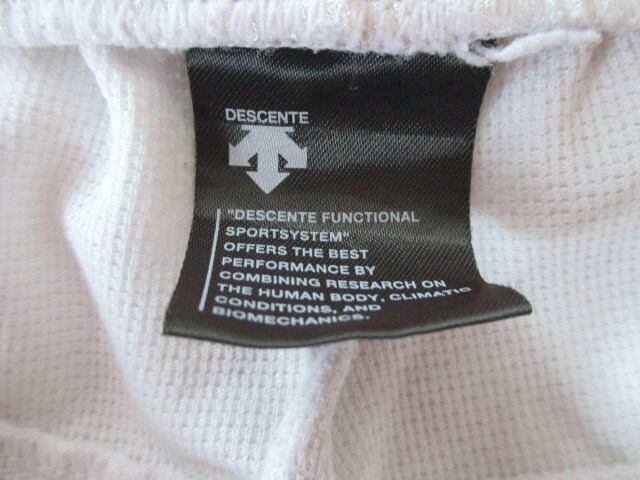 DESCENTE
"DESCENTE FUNCTIONAL
SPORTSYSTEM"
OFFERS THE BEST
PERFORMANCE BY
COMBINING RESEARCH ON
THE HUMAN BODY, CLIMATIC
CONDITIONS, AND
BIOMECHANICS.